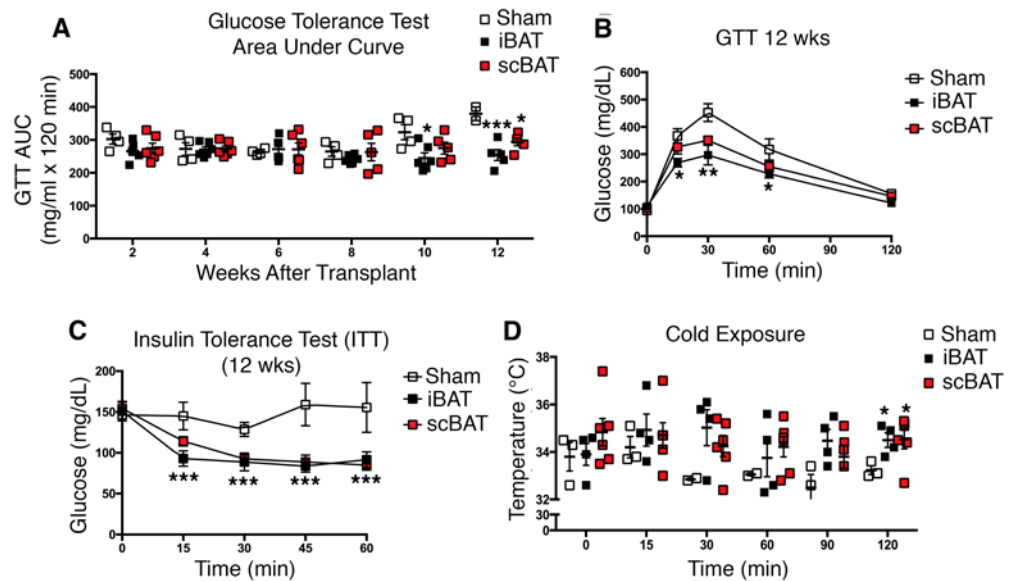 A
Glucose Tolerance Test
Area Under Curve
Sham
iBAT
scBAT
GTT AUC
(mg/ml x 120 min)
500
400
300
200
100
0
*
***
*
2 4 6 8 10 12
Weeks After Transplant
B
GTT 12 wks
Sham
iBAT
scBAT
Glucose (mg/dL)
600
500
400
300
200
100
0
* ** *
0 30 60 90 120
Time (min)
C
Insulin Tolerance Test (ITT)
(12 wks)
Sham
iBAT
scBAT
Glucose (mg/dL)
200
150
100
50
0
*** *** *** ***
0 15 30 45 60
Time (min)
D
Cold Exposure
Sham
iBAT
scBAT
Temperature (°C)
38
36
34
32
30
0
* *
0 15 30 60 90 120
Time (min)